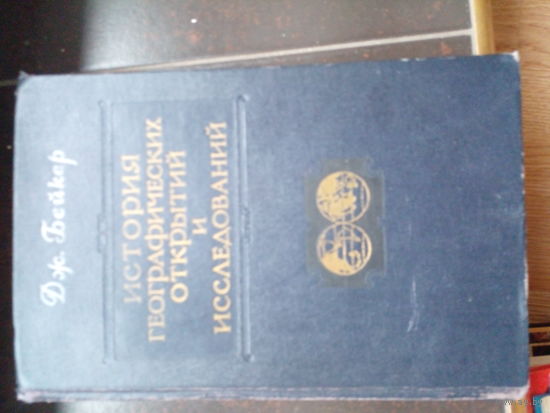 Дж. Бейкер
ИСТОРИЯ
ГЕОГРАФИЧЕСКИХ
ОТКРЫТИЙ
И
ИССЛЕДОВАНИЙ